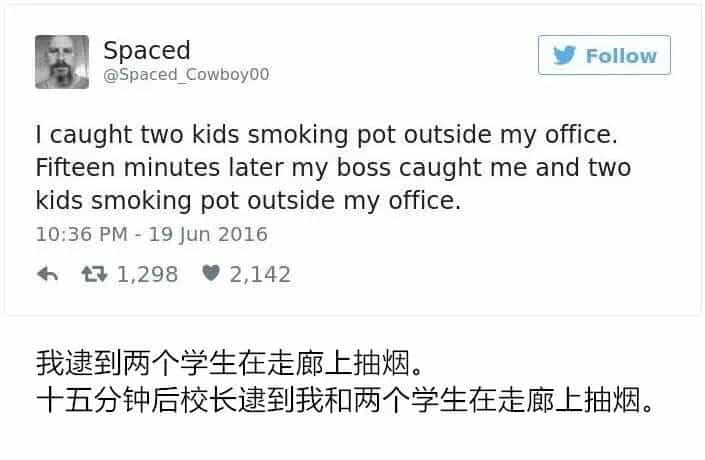 Spaced
@Spaced_Cowboy00
Follow
I caught two kids smoking pot outside my office.
Fifteen minutes later my boss caught me and two
kids smoking pot outside my office.
10:36 PM - 19 Jun 2016
1,298 2,142
我逮到两个学生在走廊上抽烟。
十五分钟后校长逮到我和两个学生在走廊上抽烟。